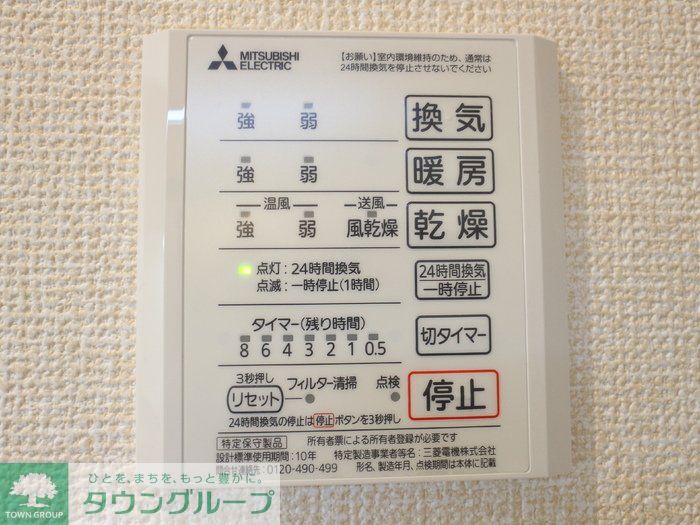 MITSUBISHI
ELECTRIC
【お願い】室内環境維持のため、通常は
24時間換気を停止させないでください
強 弱 換気
強 弱 暖房
温風 送風
強 弱 風乾燥 乾燥
点灯：24時間換気
点滅：一時停止(1時間)
24時間換気
一時停止
タイマー(残り時間)
8 6 4 3 2 1 0.5
切タイマー
3秒押し
リセット フィルター清掃 点検
停止
24時間換気の停止は停止ボタンを3秒押し
特定保守製品 所有者票による所有者登録が必要です
設計標準使用期間：10年 特定製造事業者等名：三菱電機株式会社
問合せ連絡先：0120-490-499 形名、製造年月、点検期間は本体に記載
ひとを、まちを、もっと豊かに。
タウングループ
TOWN GROUP